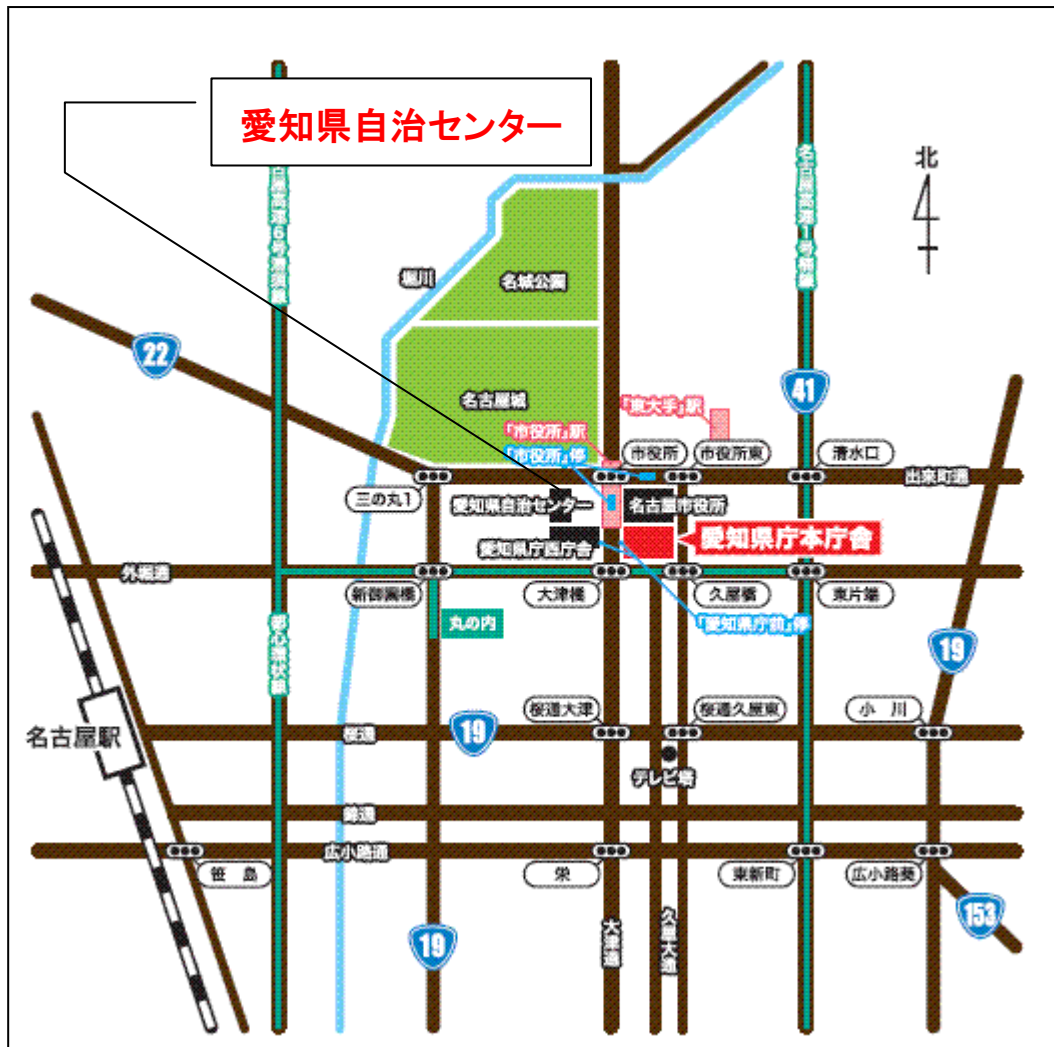 愛知県自治センター
北
名古屋高速1号楠線
古屋高速6号清須線
堀川
名城公園
22
41
名古屋城
「東大手」駅
「市役所」駅
「市役所」停
市役所
市役所東
清水口
出来町通
三の丸1
愛知県自治センター
名古屋市役所
愛知県庁西庁舎
愛知県庁本庁舎
外堀通
新御園橋
大津橋
久屋橋
東片端
丸の内
「愛知県庁前」停
都心環状線
19
桜通大津
桜通久屋東
小川
名古屋駅
桜通
19
テレビ塔
錦通
広小路通
笹島
栄
東新町
広小路葵
大津通
久屋大通
19
153